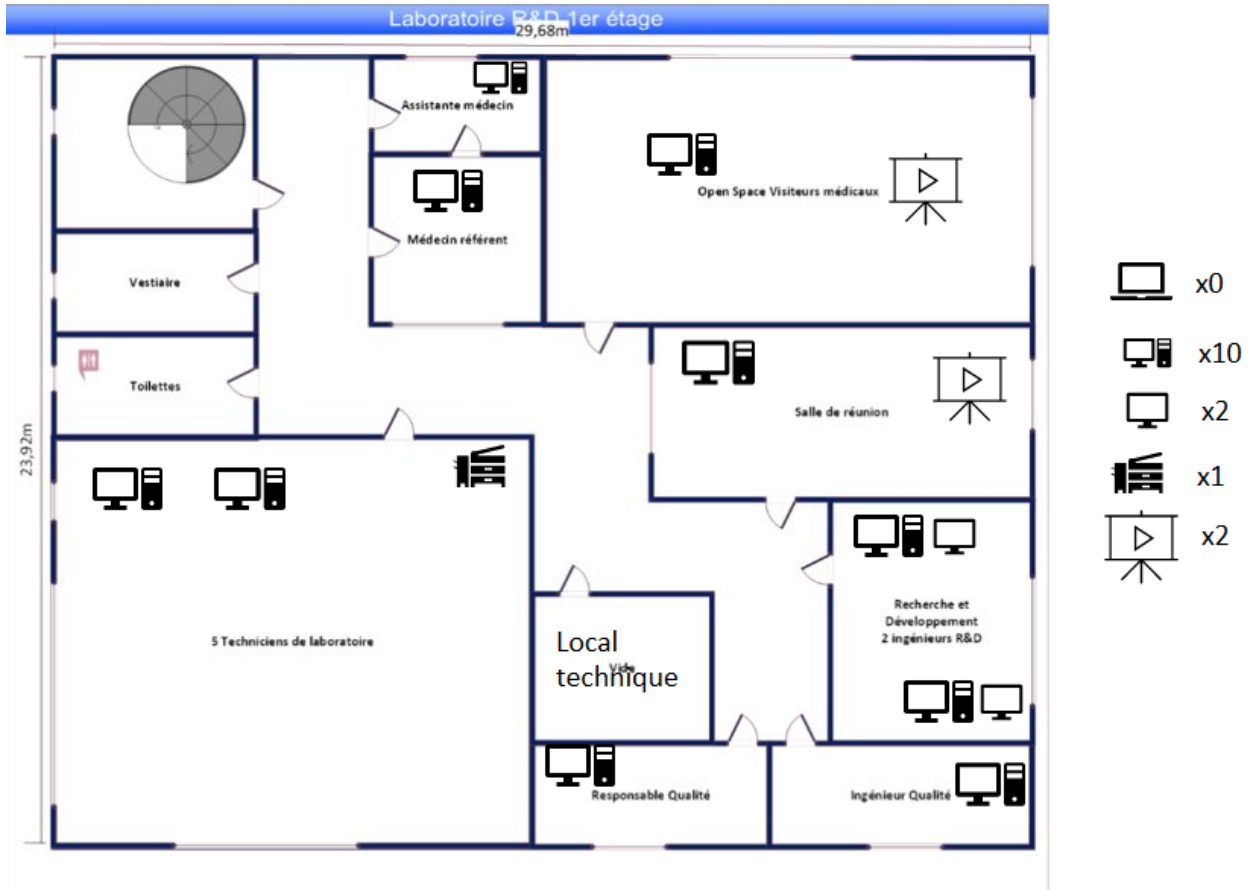 Laboratoire R&D 1er étage
29,68m
Assistante médecin
Open Space Visiteurs médicaux
Médecin référent
Vestiaire
x0
x10
Toilettes
x2
Salle de réunion
23,92m
x1
x2
Recherche et
Développement
2 ingénieurs R&D
5 Techniciens de laboratoire
Local
Vide
technique
Responsable Qualité
Ingénieur Qualité